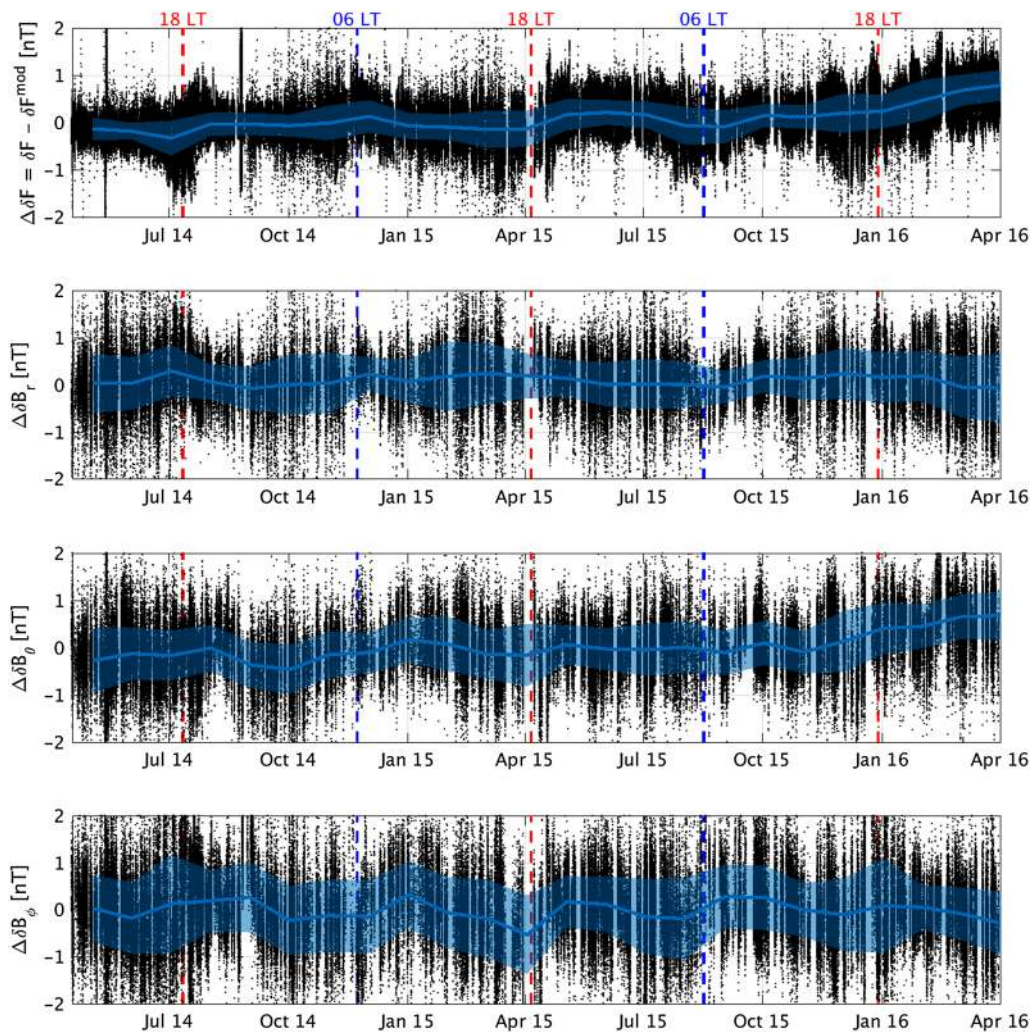 18 LT 06 LT 18 LT 06 LT 18 LT
ΔδF = δF - δF^mod [nT]
2
1
0
−1
−2
Jul 14 Oct 14 Jan 15 Apr 15 Jul 15 Oct 15 Jan 16 Apr 16
ΔδB_r [nT]
2
1
0
−1
−2
Jul 14 Oct 14 Jan 15 Apr 15 Jul 15 Oct 15 Jan 16 Apr 16
ΔδB_θ [nT]
2
1
0
−1
−2
Jul 14 Oct 14 Jan 15 Apr 15 Jul 15 Oct 15 Jan 16 Apr 16
ΔδB_ϕ [nT]
2
1
0
−1
−2
Jul 14 Oct 14 Jan 15 Apr 15 Jul 15 Oct 15 Jan 16 Apr 16